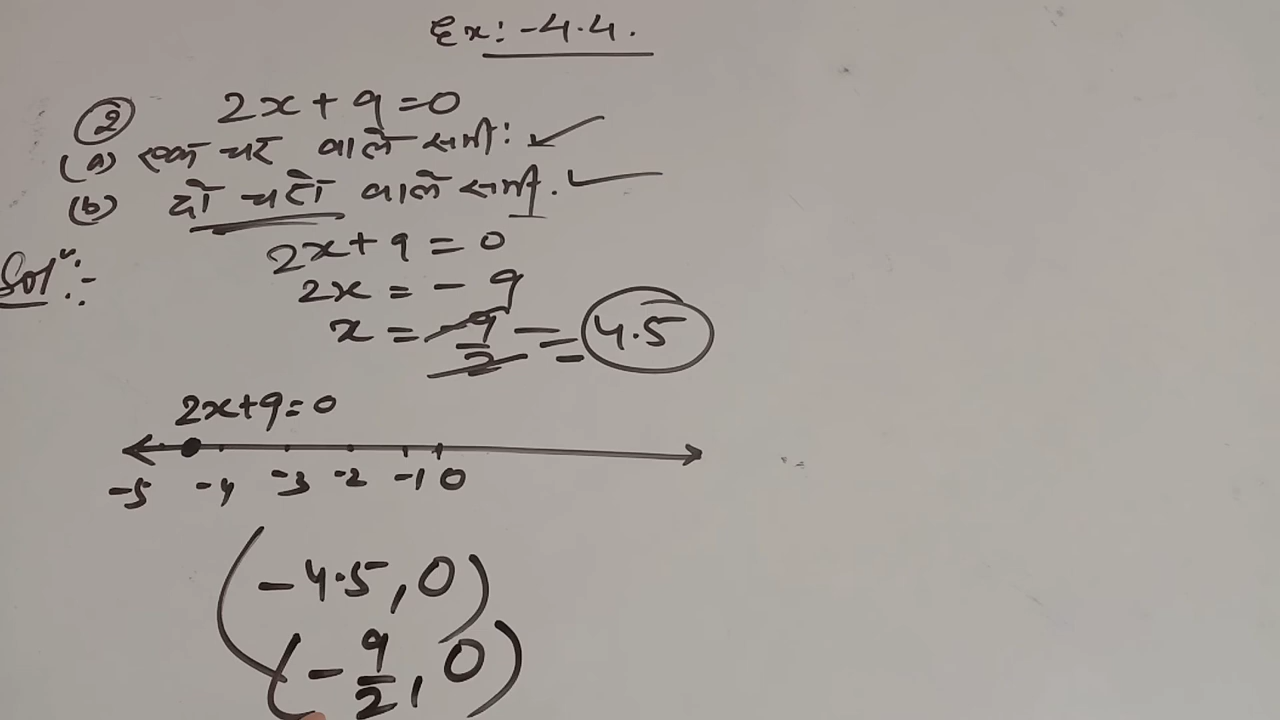 Ex:-4.4.
② 2x+9=0
(a) एक चर वाले समी:
(b) दो चरों वाले समी.
Solⁿ:- 2x+9=0
2x=-9
x=-9/2==4.5
2x+9=0
-5 -4 -3 -2 -1 0
(-4.5,0)
(-9/2,0)